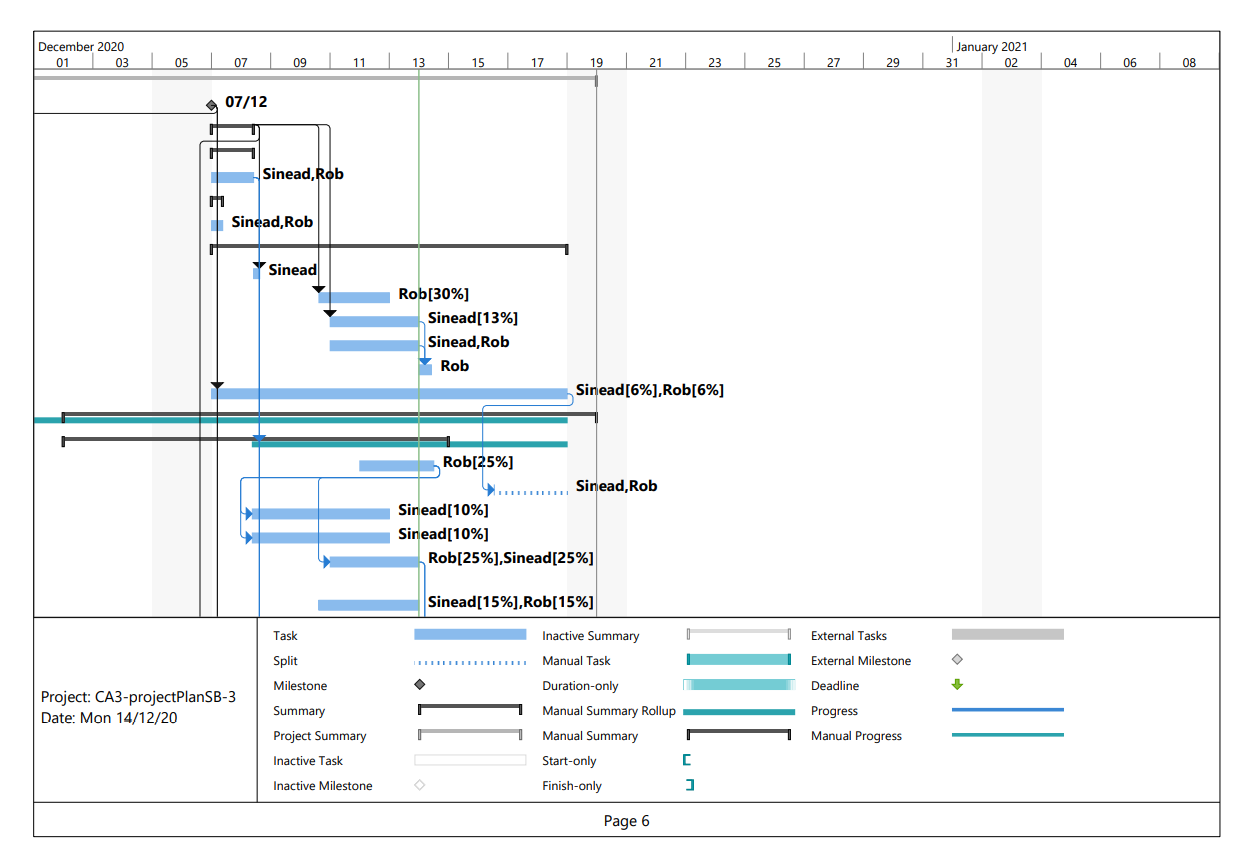 December 2020 January 2021
01 03 05 07 09 11 13 15 17 19 21 23 25 27 29 31 02 04 06 08
07/12
Sinead,Rob
Sinead,Rob
Sinead
Rob[30%]
Sinead[13%]
Sinead,Rob
Rob
Sinead[6%],Rob[6%]
Rob[25%]
Sinead,Rob
Sinead[10%]
Sinead[10%]
Rob[25%],Sinead[25%]
Sinead[15%],Rob[15%]
Project: CA3-projectPlanSB-3
Date: Mon 14/12/20
Task Inactive Summary External Tasks
Split Manual Task External Milestone
Milestone Duration-only Deadline
Summary Manual Summary Rollup Progress
Project Summary Manual Summary Manual Progress
Inactive Task Start-only
Inactive Milestone Finish-only
Page 6